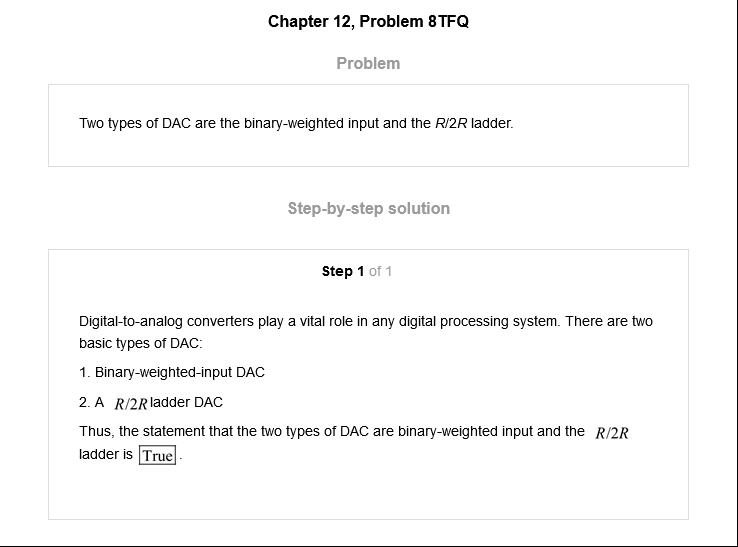 Chapter 12, Problem 8TFQ
Problem
Two types of DAC are the binary-weighted input and the R/2R ladder.
Step-by-step solution
Step 1 of 1
Digital-to-analog converters play a vital role in any digital processing system. There are two
basic types of DAC:
1. Binary-weighted-input DAC
2. A R/2R ladder DAC
Thus, the statement that the two types of DAC are binary-weighted input and the R/2R
ladder is True.